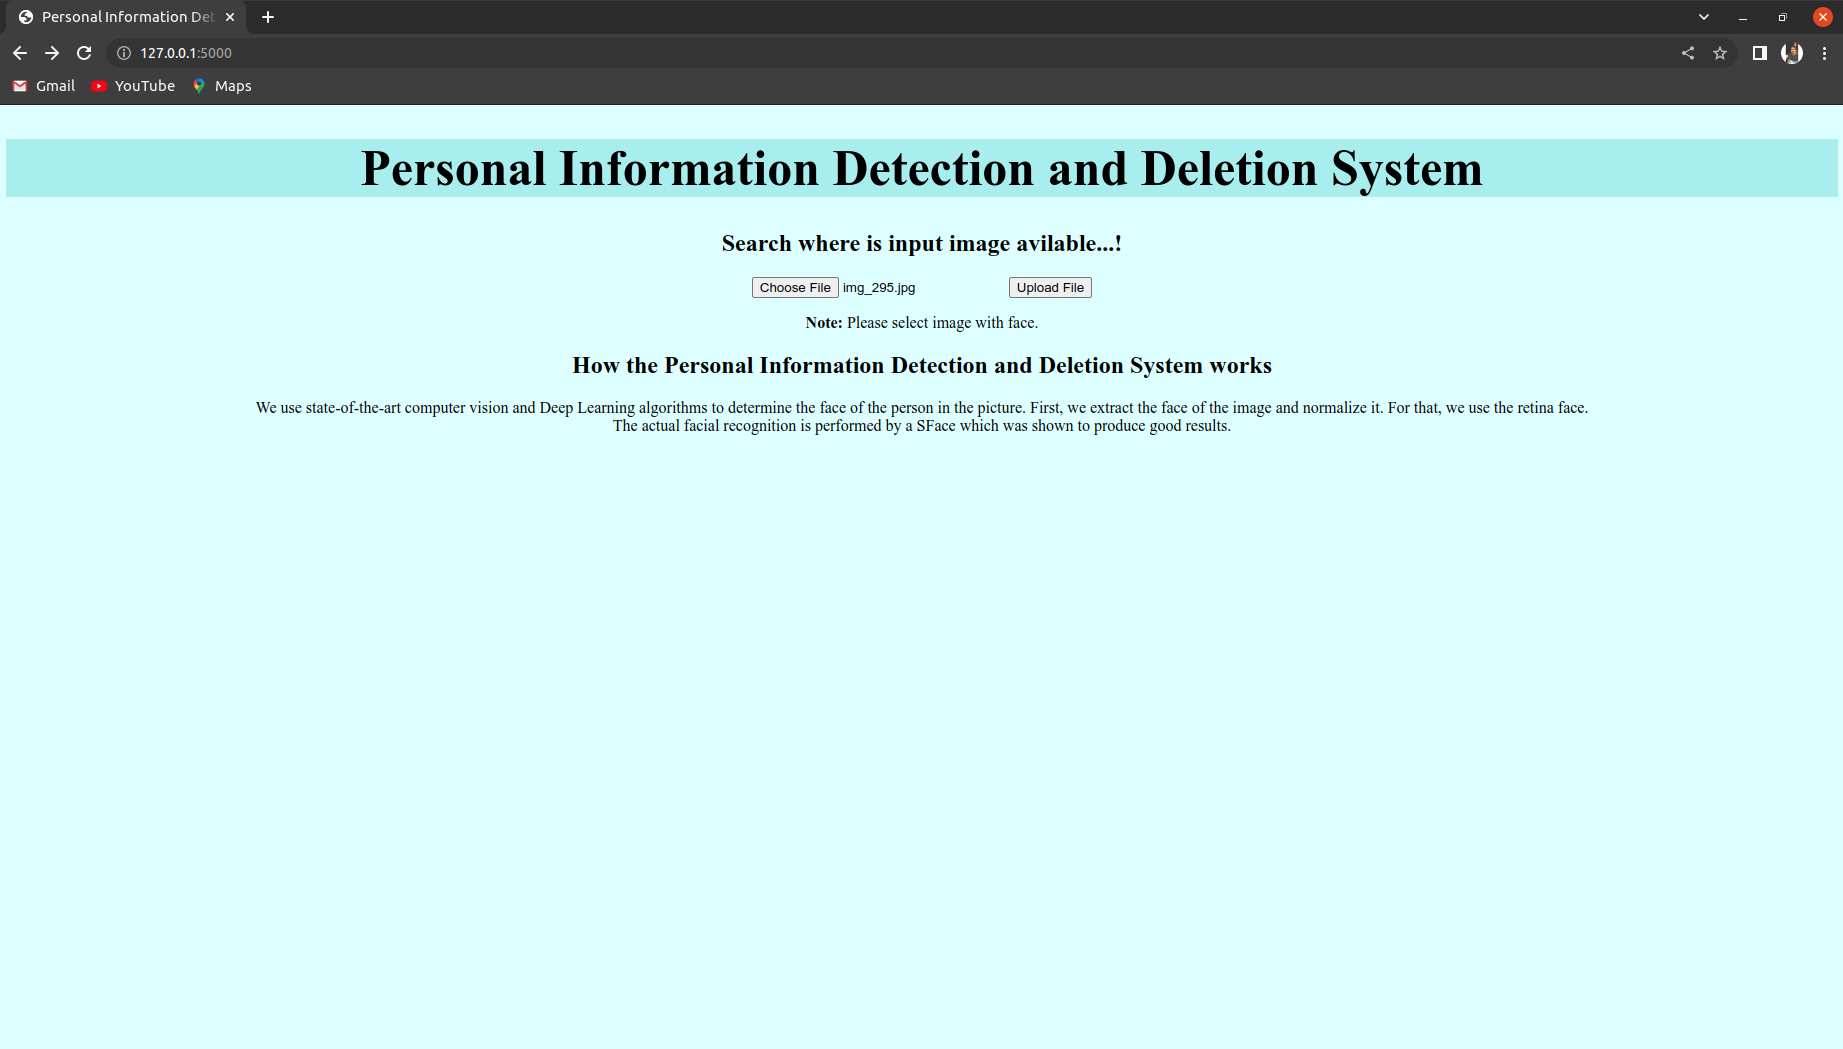 Personal Information Det
127.0.0.1:5000
Gmail YouTube Maps
Personal Information Detection and Deletion System
Search where is input image avilable...!
Choose File img_295.jpg Upload File
Note: Please select image with face.
How the Personal Information Detection and Deletion System works
We use state-of-the-art computer vision and Deep Learning algorithms to determine the face of the person in the picture. First, we extract the face of the image and normalize it. For that, we use the retina face.
The actual facial recognition is performed by a SFace which was shown to produce good results.